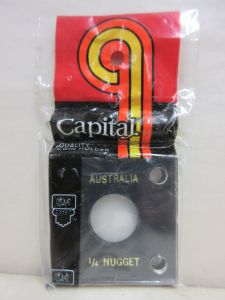 Capital
QUALITY
COIN HOLDER
AUSTRALIA
1/4 NUGGET